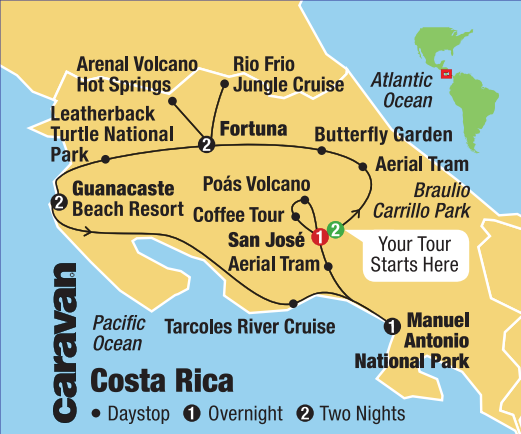 Arenal Volcano
Hot Springs
Rio Frio
Jungle Cruise
Atlantic
Ocean
Leatherback
Turtle National
Park
2
Fortuna
Butterfly Garden
Aerial Tram
Braulio
Carrillo Park
2
Guanacaste
Beach Resort
Poás Volcano
Coffee Tour
San José
1
2
Your Tour
Starts Here
Aerial Tram
Tarcoles River Cruise
1
Manuel
Antonio
National Park
Pacific
Ocean
caravan
Costa Rica
Daystop 1 Overnight 2 Two Nights